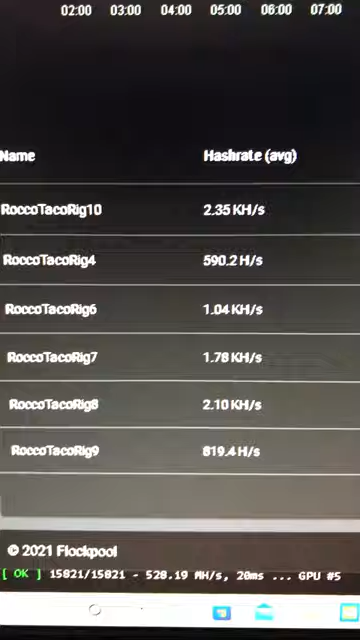 02:00 03:00 04:00 05:00 06:00 07:00
Name Hashrate (avg)
RoccoTacoRig10 2.35 KH/s
RoccoTacoRig4 590.2 H/s
RoccoTacoRig6 1.04 KH/s
RoccoTacoRig7 1.78 KH/s
RoccoTacoRig8 2.10 KH/s
RoccoTacoRig9 819.4 H/s
© 2021 Flockpool
[ OK ] 15821/15821 - 528.19 MH/s, 20ms ... GPU #5